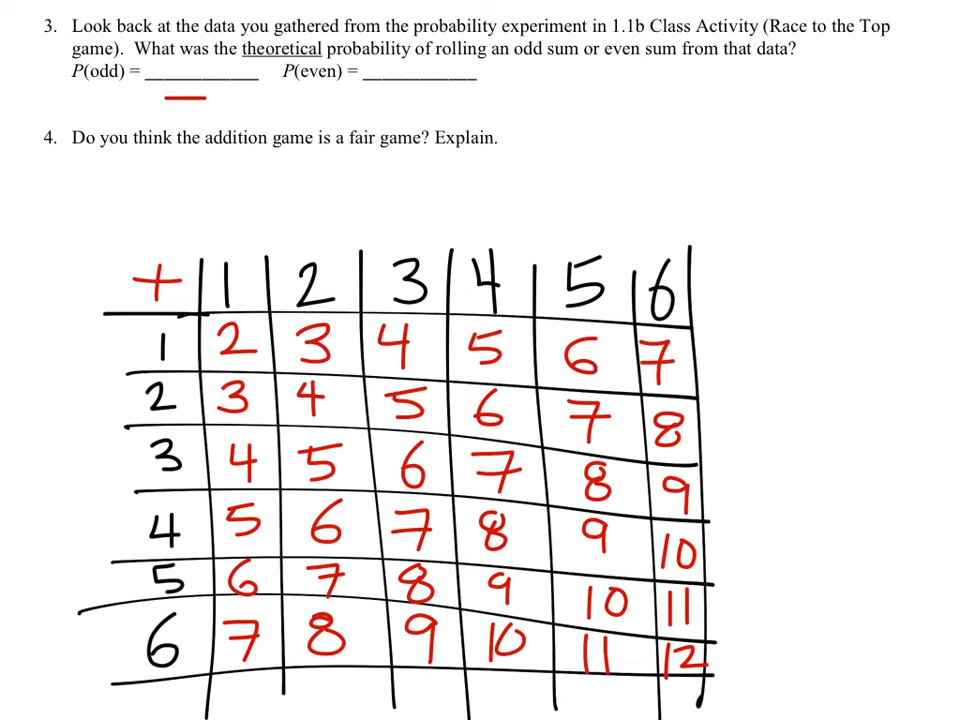 3. Look back at the data you gathered from the probability experiment in 1.1b Class Activity (Race to the Top
game). What was the theoretical probability of rolling an odd sum or even sum from that data?
P(odd) = ____________ P(even) = ____________
4. Do you think the addition game is a fair game? Explain.
+ 1 2 3 4 5 6
1 2 3 4 5 6 7
2 3 4 5 6 7 8
3 4 5 6 7 8 9
4 5 6 7 8 9 10
5 6 7 8 9 10 11
6 7 8 9 10 11 12